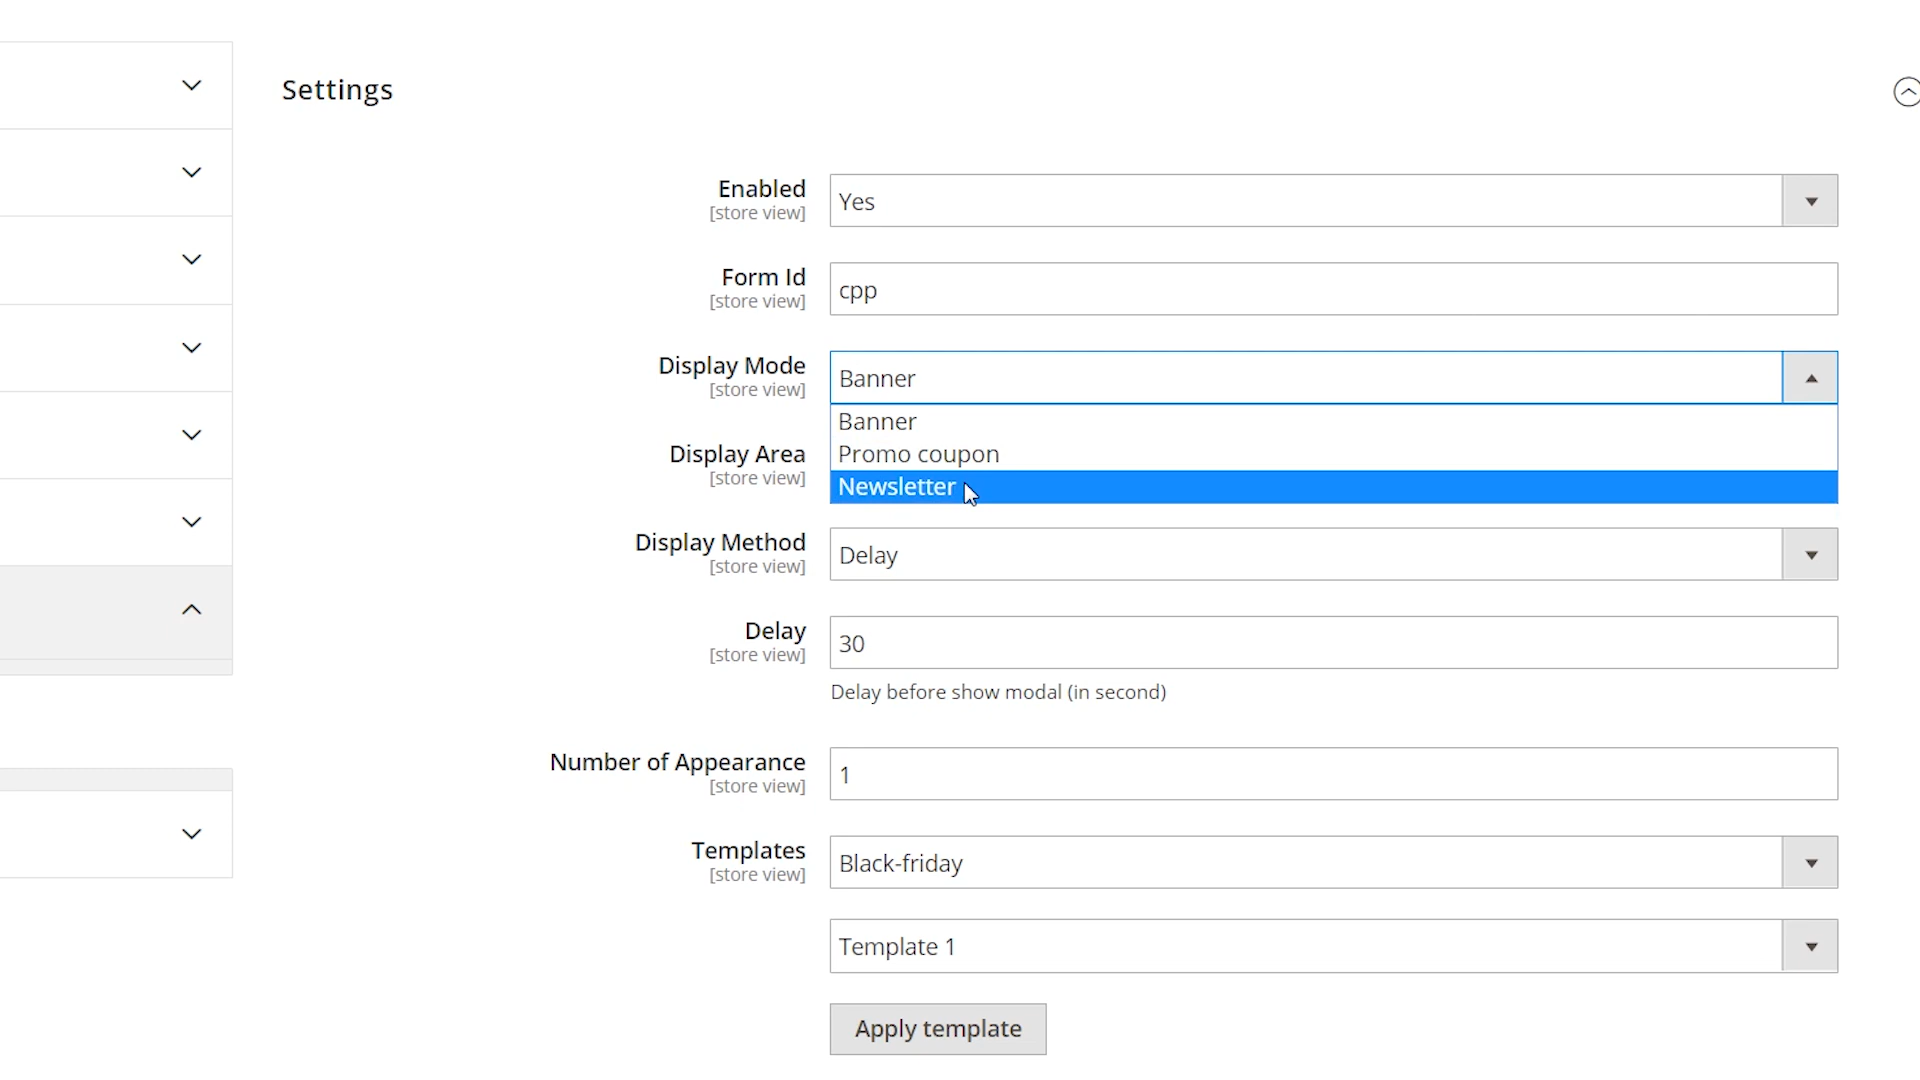 Settings
Enabled
[store view]
Yes
Form Id
[store view]
cpp
Display Mode
[store view]
Banner
Banner
Promo coupon
Newsletter
Display Area
[store view]
Display Method
[store view]
Delay
Delay
[store view]
30
Delay before show modal (in second)
Number of Appearance
[store view]
1
Templates
[store view]
Black-friday
Template 1
Apply template